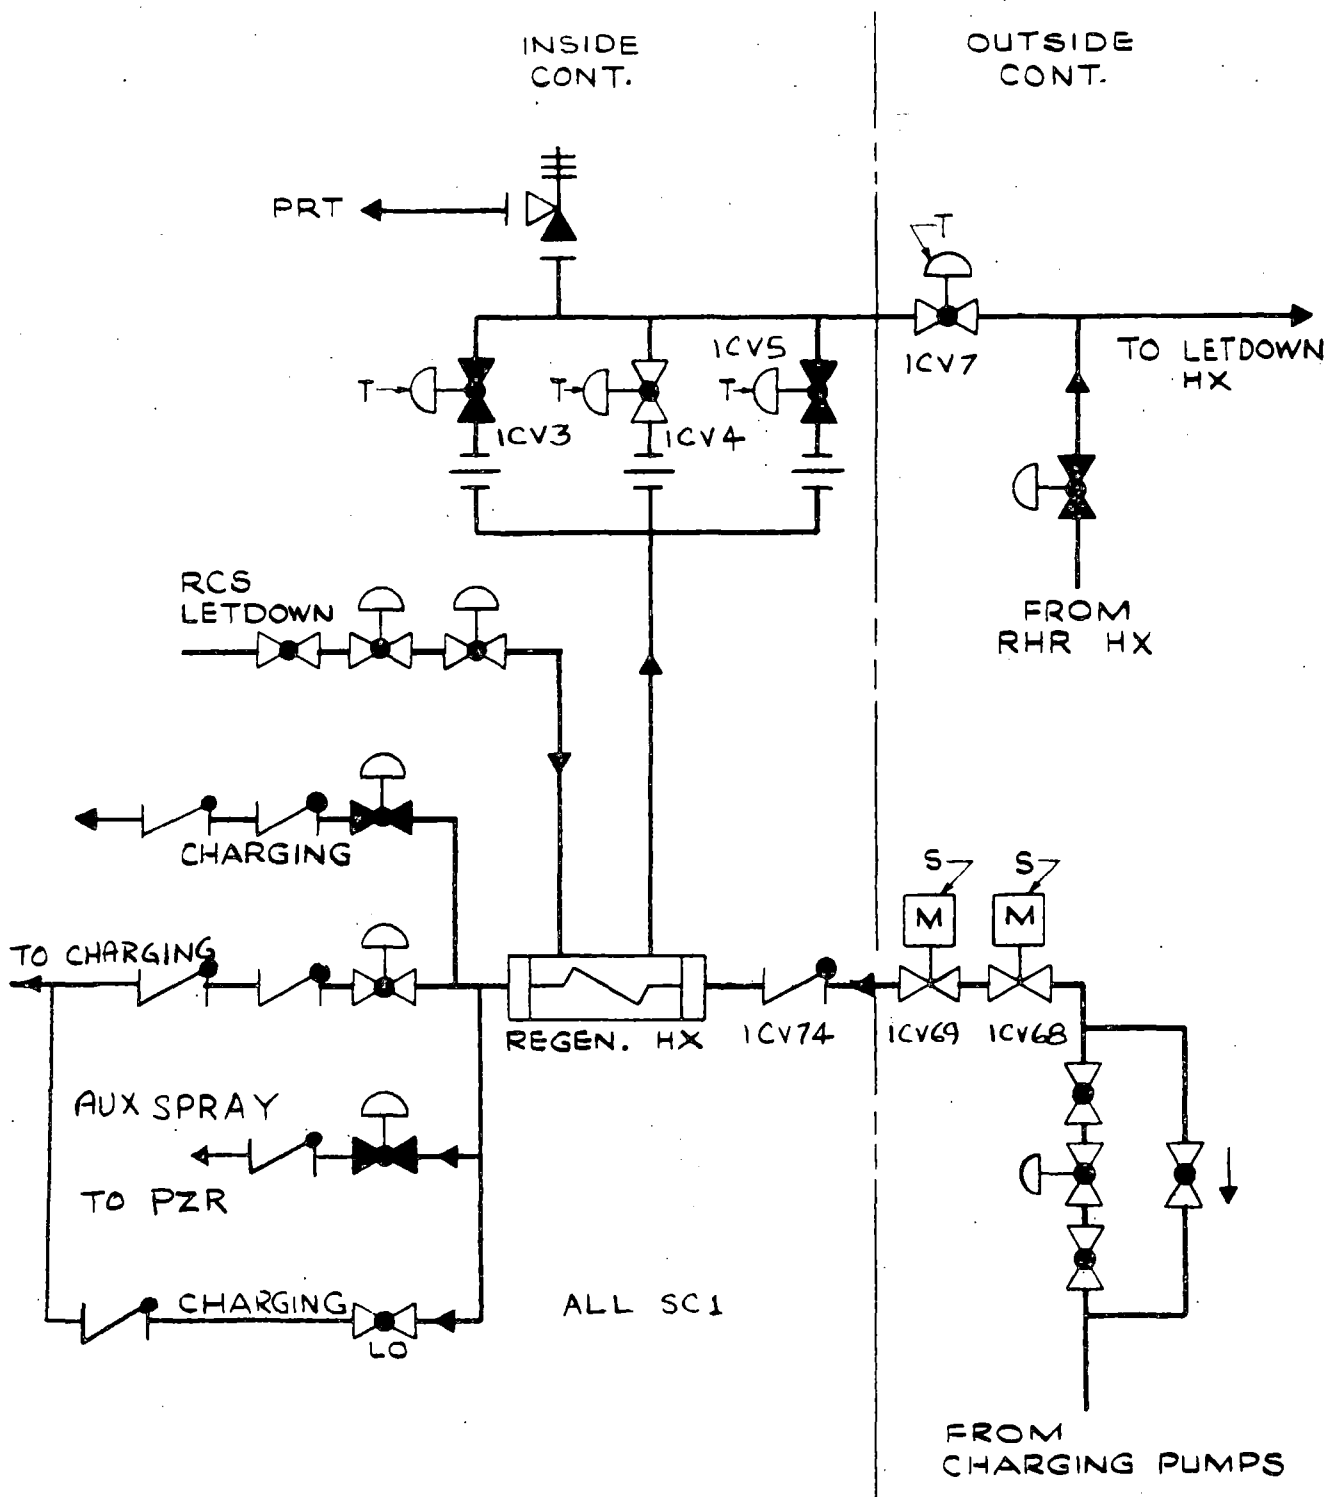 INSIDE
CONT.
OUTSIDE
CONT.
PRT
T
1CV5
1CV7
TO LETDOWN
HX
T
T
T
1CV3
1CV4
RCS
LETDOWN
FROM
RHR HX
CHARGING
S
S
M
M
TO CHARGING
REGEN. HX
1CV74
1CV69
1CV68
AUX SPRAY
TO PZR
CHARGING
ALL SC1
LO
FROM
CHARGING PUMPS